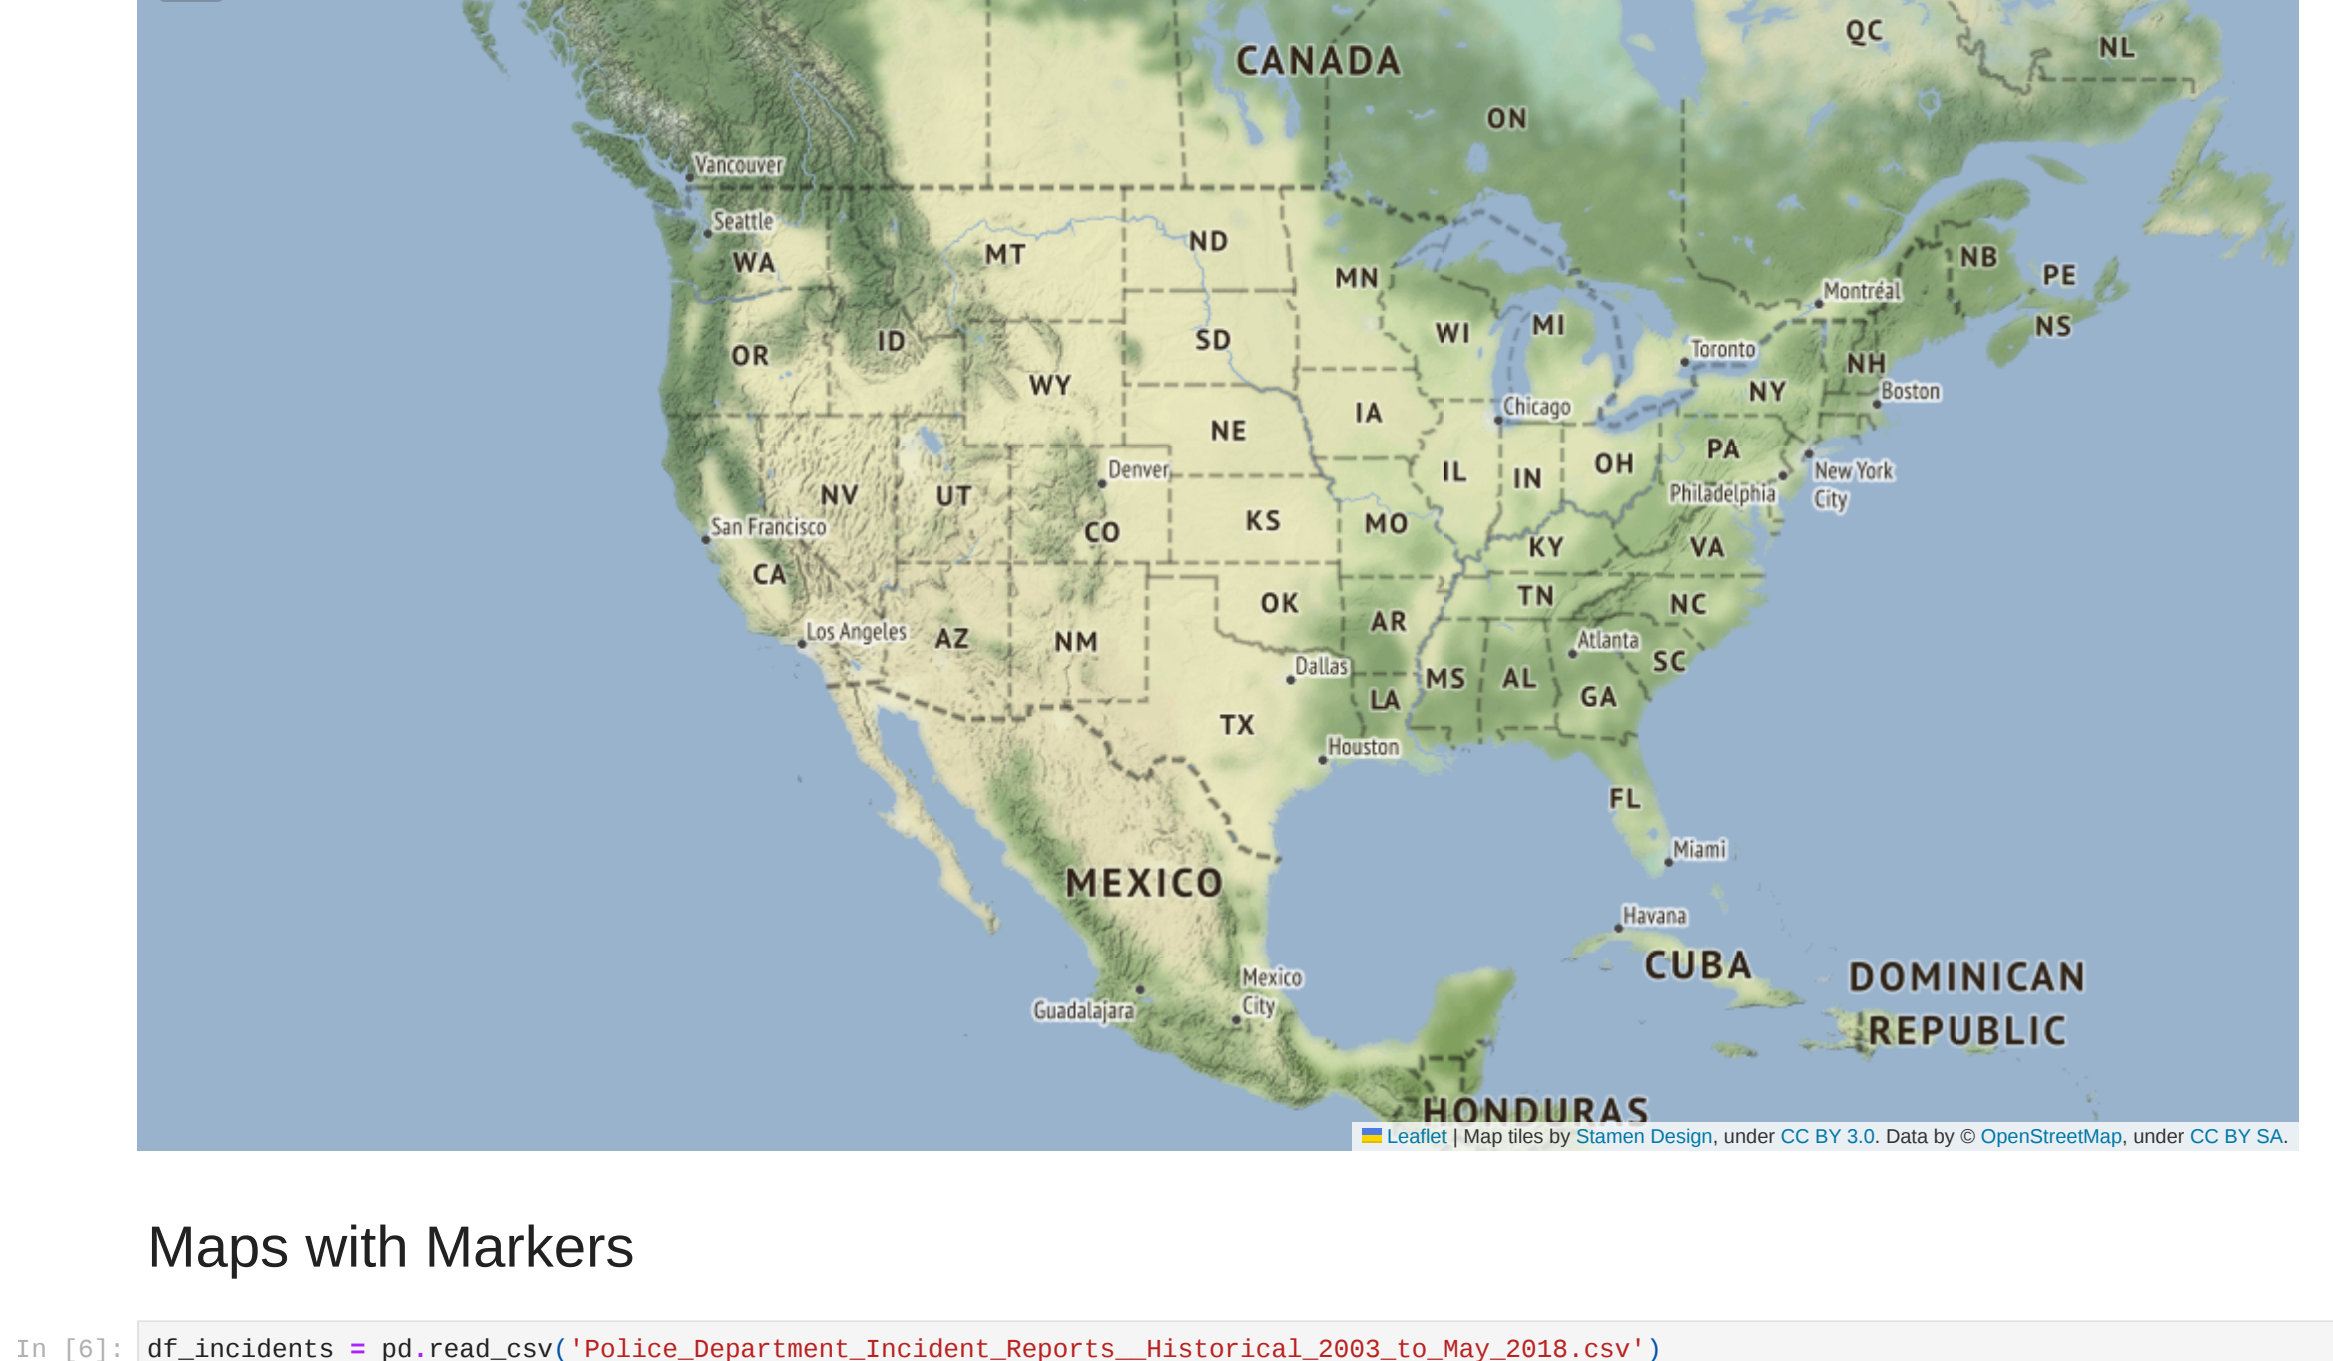 CANADA
QC
NL
ON
Vancouver
Seattle
WA
MT
ND
MN
NB
PE
Montréal
NS
OR
ID
SD
WI
MI
Toronto
NH
WY
NY
Boston
IA
Chicago
NE
PA
Denver
IL
IN
OH
New York
City
Philadelphia
NV
UT
San Francisco
CO
KS
MO
KY
VA
CA
TN
OK
NC
AR
Los Angeles
AZ
NM
Atlanta
SC
Dallas
MS
AL
LA
GA
TX
Houston
FL
Miami
MEXICO
Havana
CUBA
DOMINICAN
REPUBLIC
Mexico
City
Guadalajara
HONDURAS
Leaflet | Map tiles by Stamen Design, under CC BY 3.0. Data by © OpenStreetMap, under CC BY SA.
Maps with Markers
In [6]: df_incidents = pd.read_csv('Police_Department_Incident_Reports__Historical_2003_to_May_2018.csv')